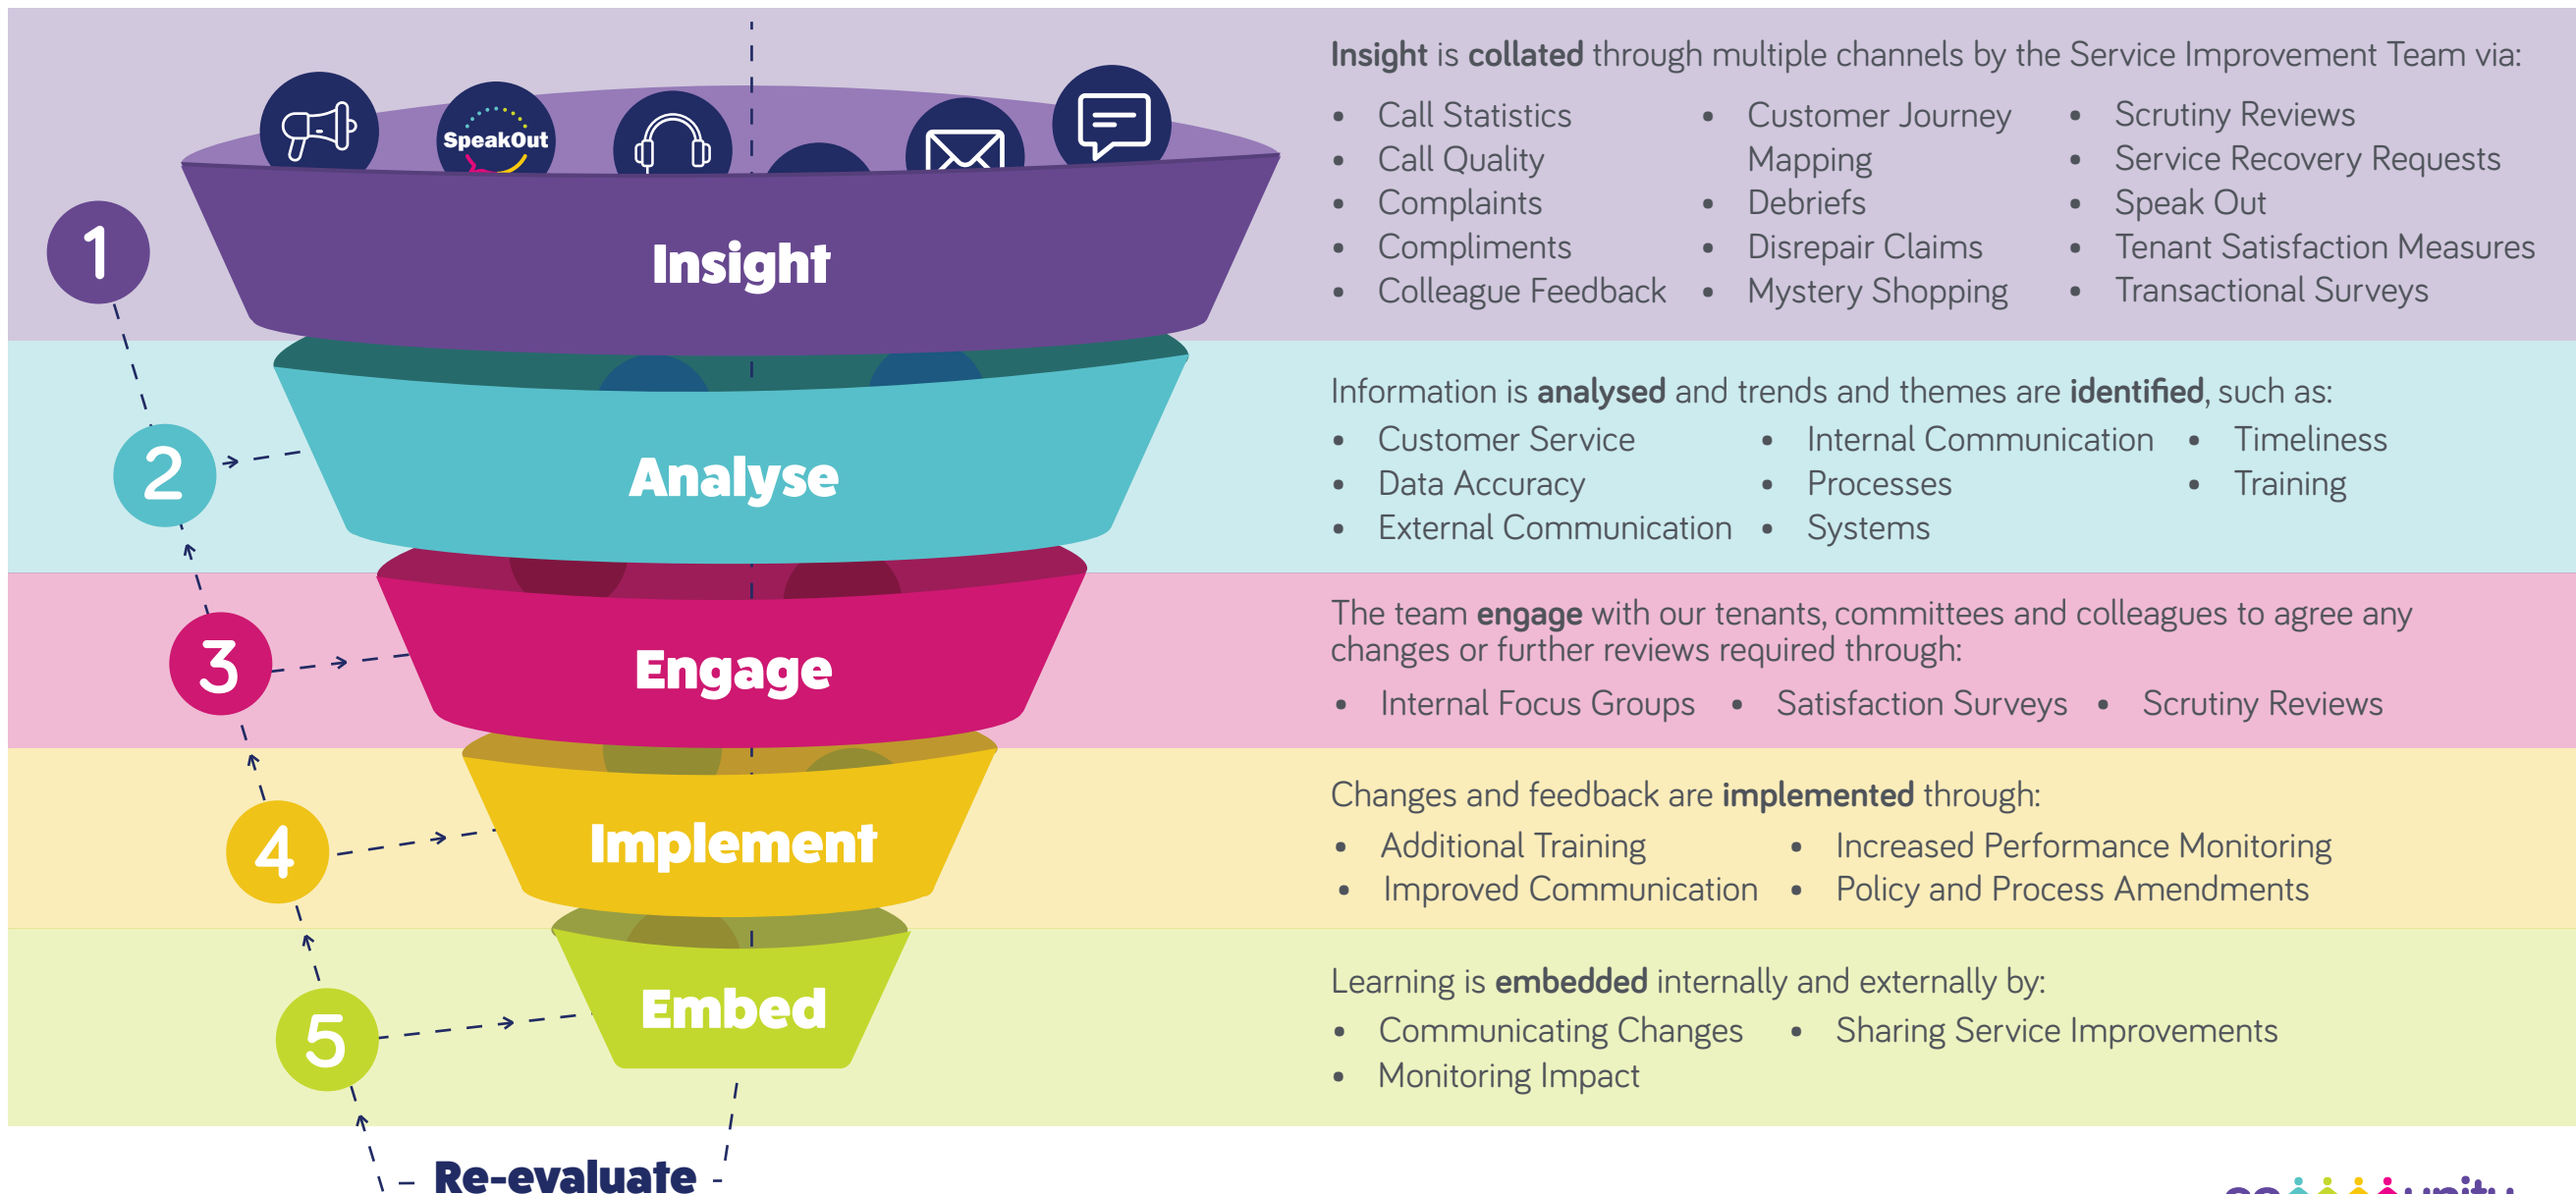 Insight is collated through multiple channels by the Service Improvement Team via:
• Call Statistics
• Call Quality
• Complaints
• Compliments
• Colleague Feedback
• Customer Journey
Mapping
• Debriefs
• Disrepair Claims
• Mystery Shopping
• Scrutiny Reviews
• Service Recovery Requests
• Speak Out
• Tenant Satisfaction Measures
• Transactional Surveys
SpeakOut
1
Insight
Information is analysed and trends and themes are identified, such as:
• Customer Service
• Data Accuracy
• External Communication
• Internal Communication
• Processes
• Systems
• Timeliness
• Training
2
Analyse
The team engage with our tenants, committees and colleagues to agree any
changes or further reviews required through:
• Internal Focus Groups • Satisfaction Surveys • Scrutiny Reviews
3
Engage
Changes and feedback are implemented through:
• Additional Training
• Improved Communication
• Increased Performance Monitoring
• Policy and Process Amendments
4
Implement
Learning is embedded internally and externally by:
• Communicating Changes
• Monitoring Impact
• Sharing Service Improvements
5
Embed
Re-evaluate